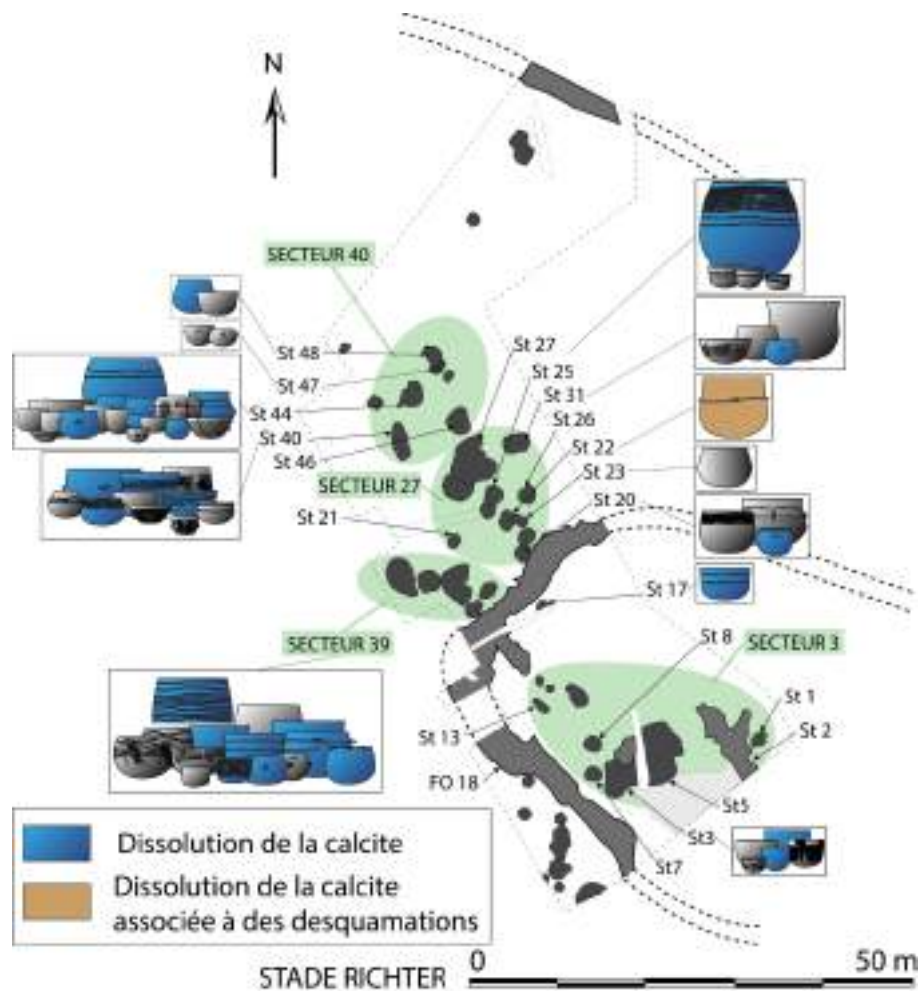 N
SECTEUR 40
St 48
St 47
St 44
St 40
St 46
St 27
St 25
St 31
St 26
St 22
St 23
St 20
SECTEUR 27
St 21
St 17
SECTEUR 39
St 8
SECTEUR 3
St 1
St 2
St 13
FO 18
St5
St3
St7
Dissolution de la calcite
Dissolution de la calcite
associée à des desquamations
STADE RICHTER
0
50 m